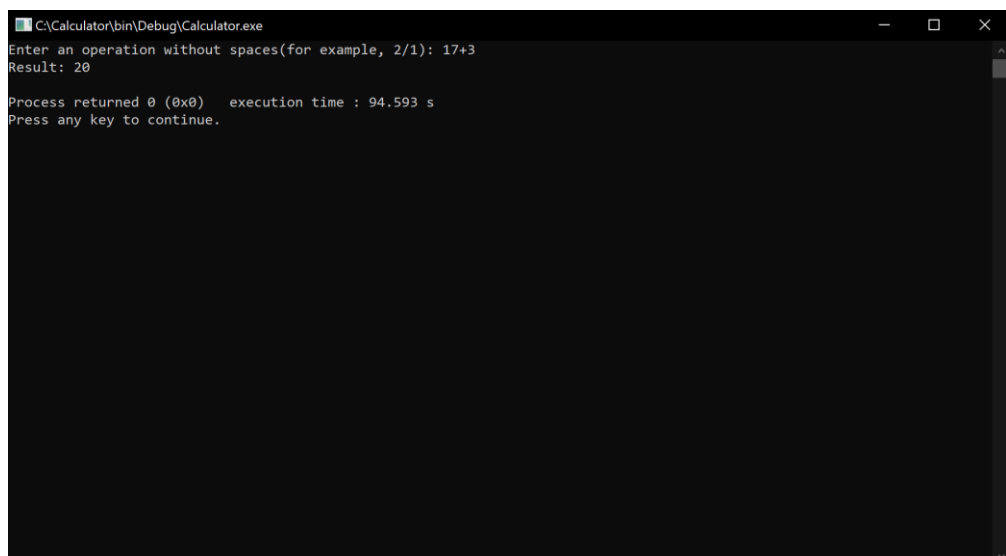 C:\Calculator\bin\Debug\Calculator.exe
Enter an operation without spaces(for example, 2/1): 17+3
Result: 20
Process returned 0 (0x0)   execution time : 94.593 s
Press any key to continue.